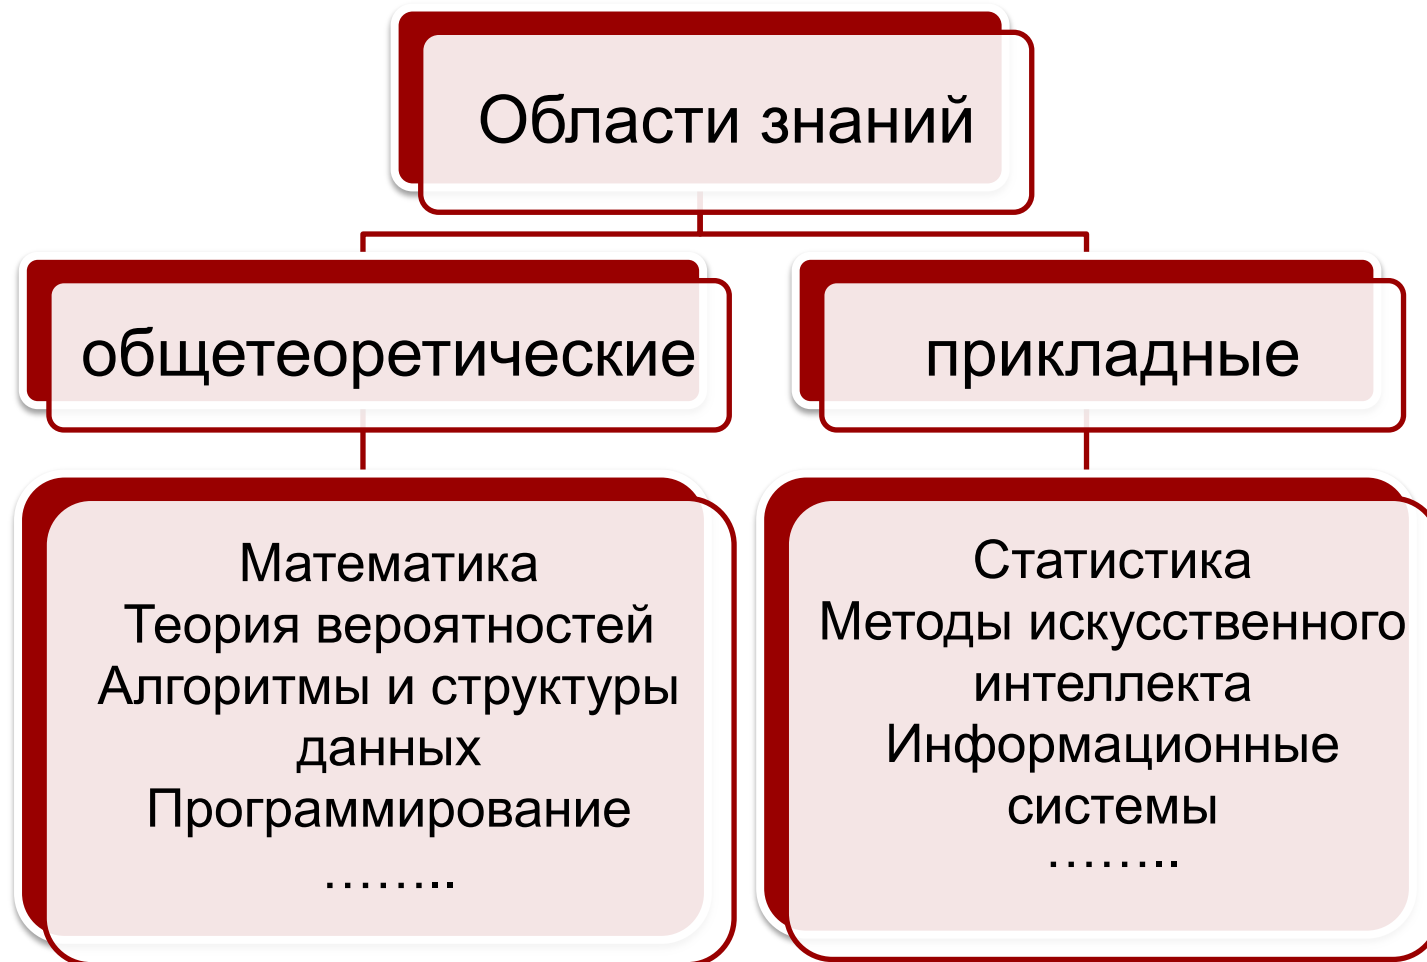 Области знаний
общетеоретические
прикладные
Математика
Теория вероятностей
Алгоритмы и структуры
данных
Программирование
……..
Статистика
Методы искусственного
интеллекта
Информационные
системы
……..